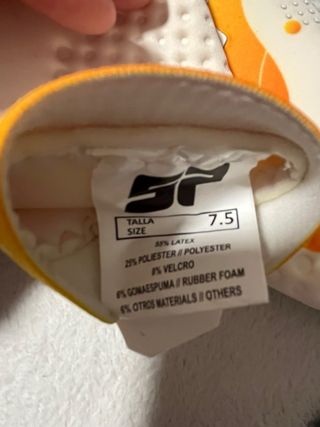 SP
TALLA
SIZE 7.5
55% LATEX
25% POLIESTER // POLYESTER
8% VELCRO
6% GOMAESPUMA // RUBBER FOAM
6% OTROS MATERIALS // OTHERS